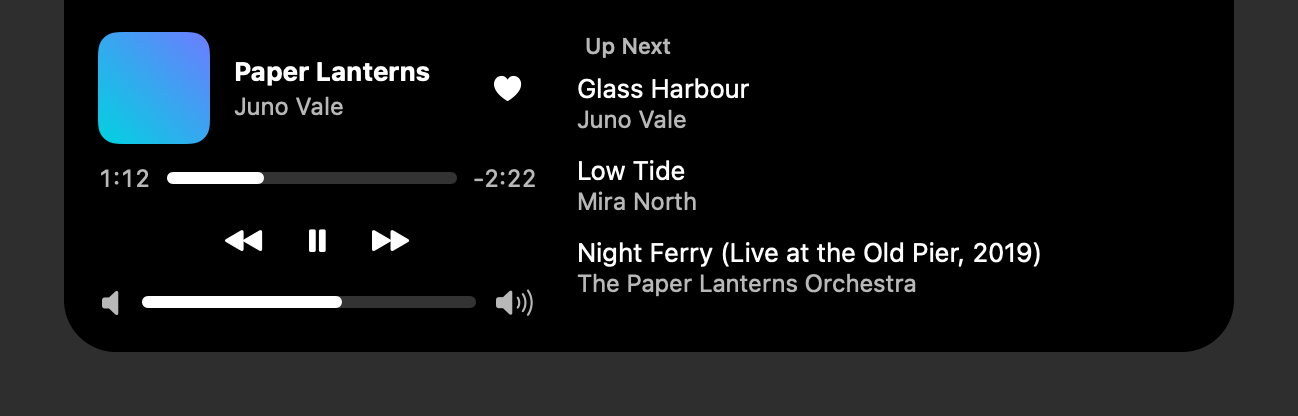 Paper Lanterns
Juno Vale
1:12
-2:22
Up Next
Glass Harbour
Juno Vale
Low Tide
Mira North
Night Ferry (Live at the Old Pier, 2019)
The Paper Lanterns Orchestra